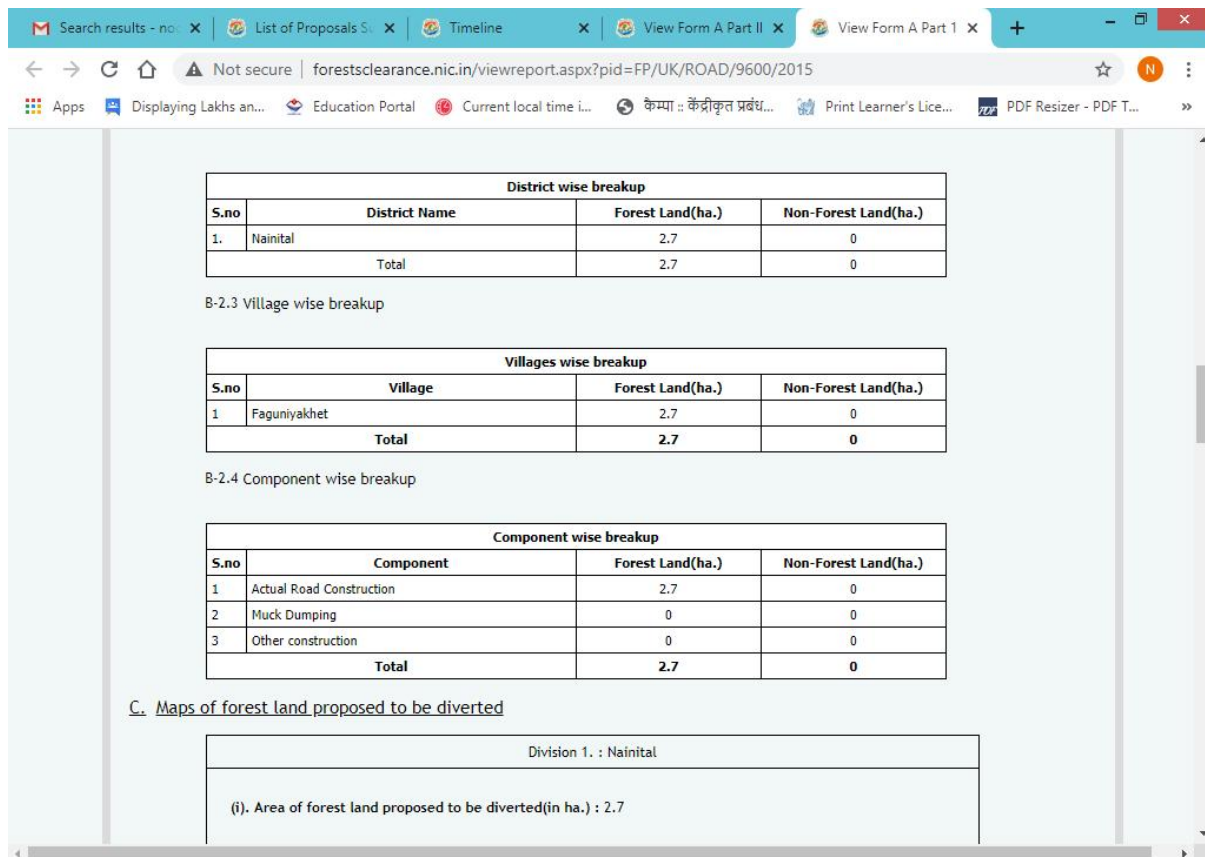 Search results - no
List of Proposals Su
Timeline
View Form A Part II
View Form A Part 1
Not secure | forestsclearance.nic.in/viewreport.aspx?pid=FP/UK/ROAD/9600/2015
N
Apps
Displaying Lakhs an...
Education Portal
Current local time i...
कैम्पा :: केंद्रीकृत प्रबंध...
Print Learner's Lice...
PDF Resizer - PDF T...
District wise breakup
S.no District Name Forest Land(ha.) Non-Forest Land(ha.)
1. Nainital 2.7 0
Total 2.7 0
B-2.3 Village wise breakup
Villages wise breakup
S.no Village Forest Land(ha.) Non-Forest Land(ha.)
1 Faguniyakhet 2.7 0
Total 2.7 0
B-2.4 Component wise breakup
Component wise breakup
S.no Component Forest Land(ha.) Non-Forest Land(ha.)
1 Actual Road Construction 2.7 0
2 Muck Dumping 0 0
3 Other construction 0 0
Total 2.7 0
C. Maps of forest land proposed to be diverted
Division 1. : Nainital
(i). Area of forest land proposed to be diverted(in ha.) : 2.7